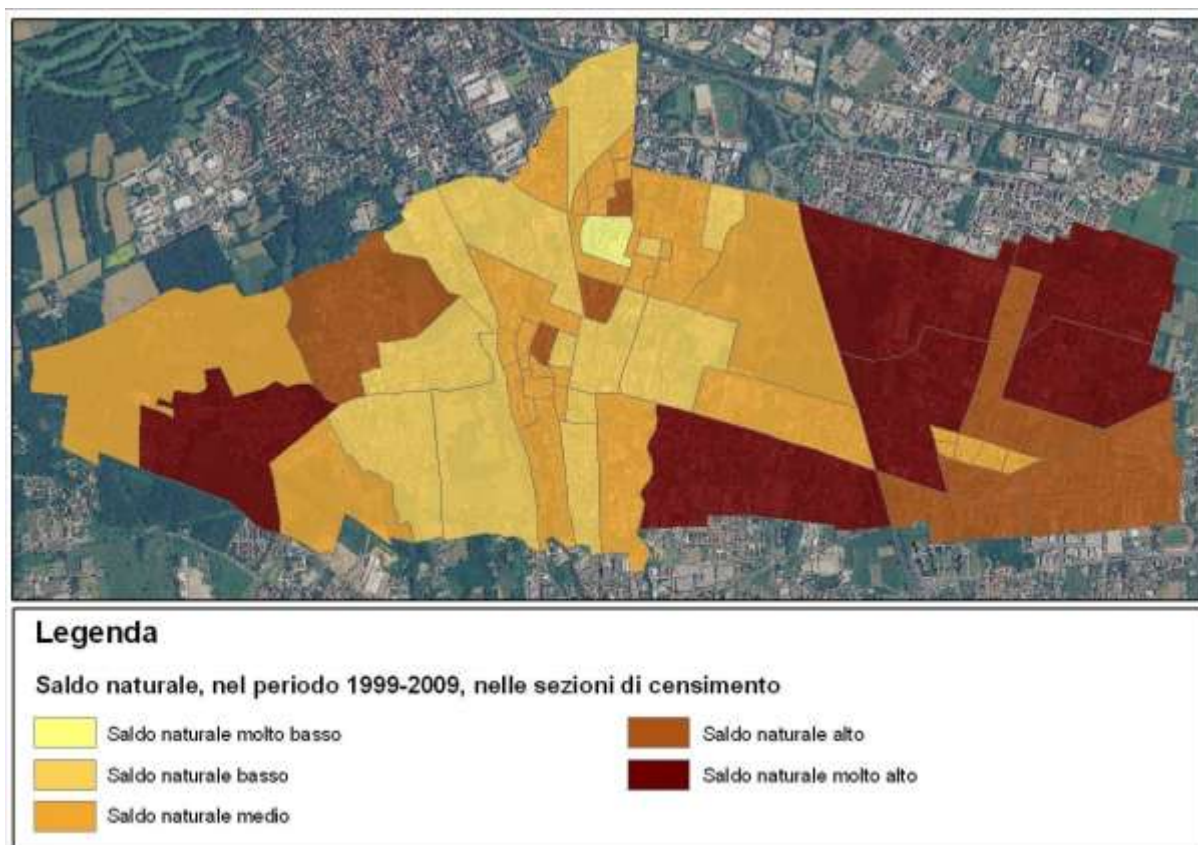 Legenda
Saldo naturale, nel periodo 1999-2009, nelle sezioni di censimento
Saldo naturale molto basso
Saldo naturale basso
Saldo naturale medio
Saldo naturale alto
Saldo naturale molto alto